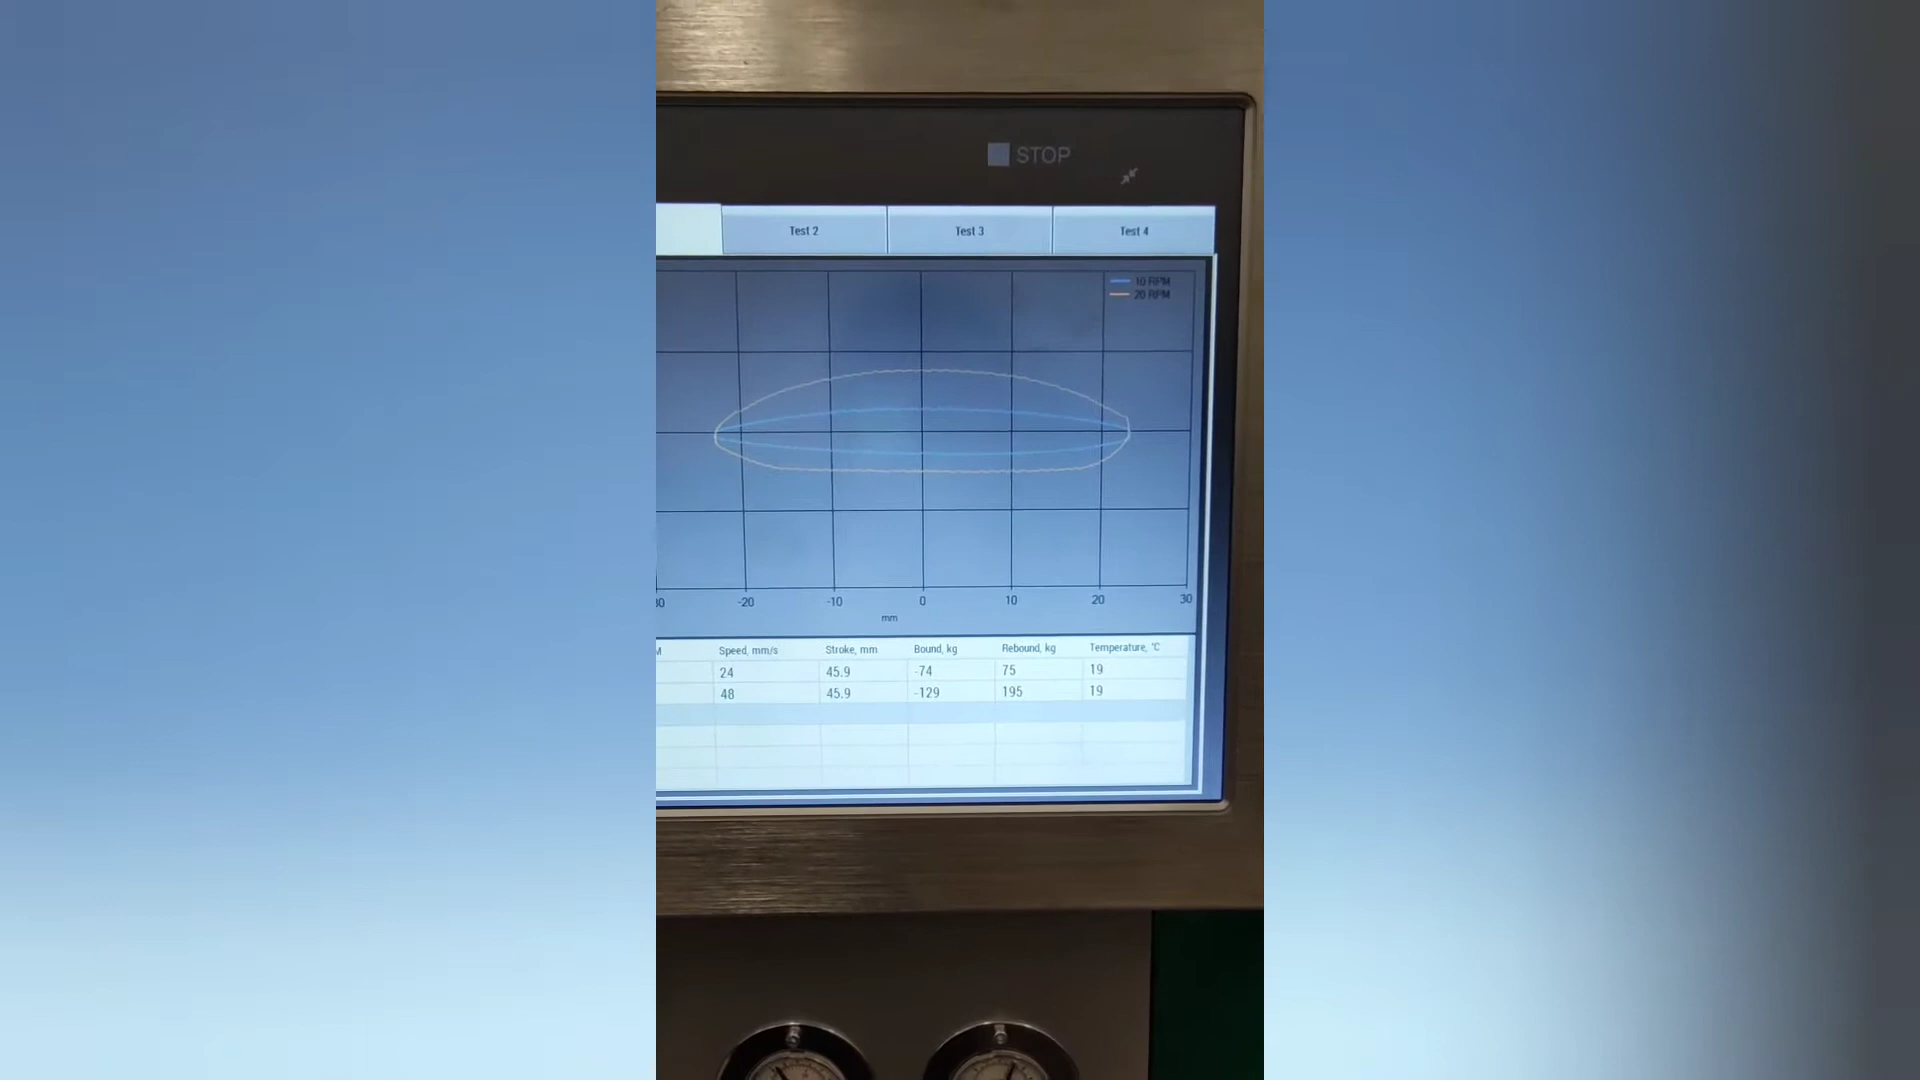 STOP
Test 2 Test 3 Test 4
10 RPM
20 RPM
-20 -10 0 10 20 30
mm
Speed, mm/s Stroke, mm Bound, kg Rebound, kg Temperature, °C
24 45.9 -74 75 19
48 45.9 -129 195 19